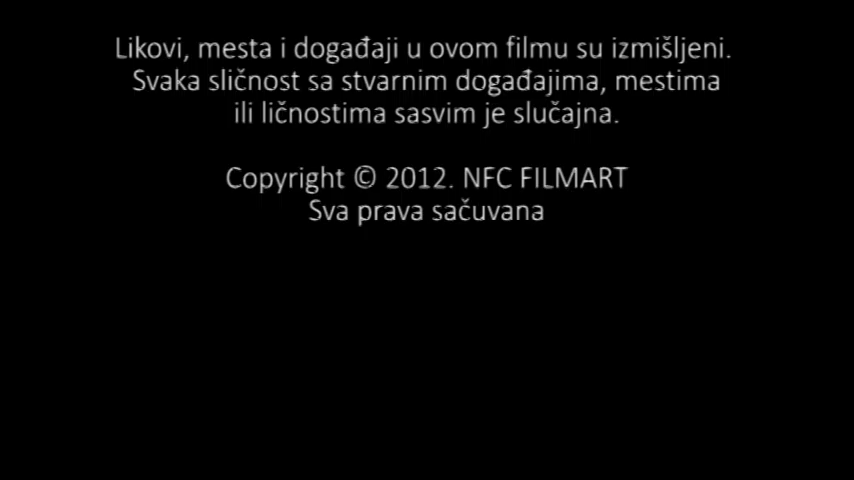 Likovi, mesta i događaji u ovom filmu su izmišljeni.
Svaka sličnost sa stvarnim događajima, mestima
ili ličnostima sasvim je slučajna.
Copyright © 2012. NFC FILMART
Sva prava sačuvana